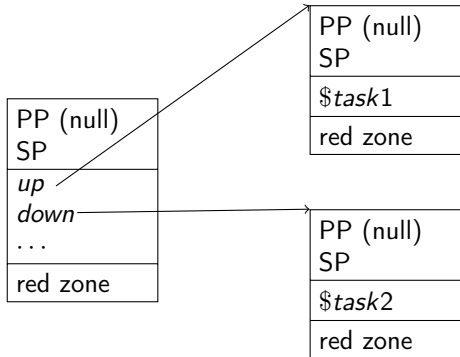 PP (null)
SP
up
down
...
red zone
PP (null)
SP
$task1
red zone
PP (null)
SP
$task2
red zone